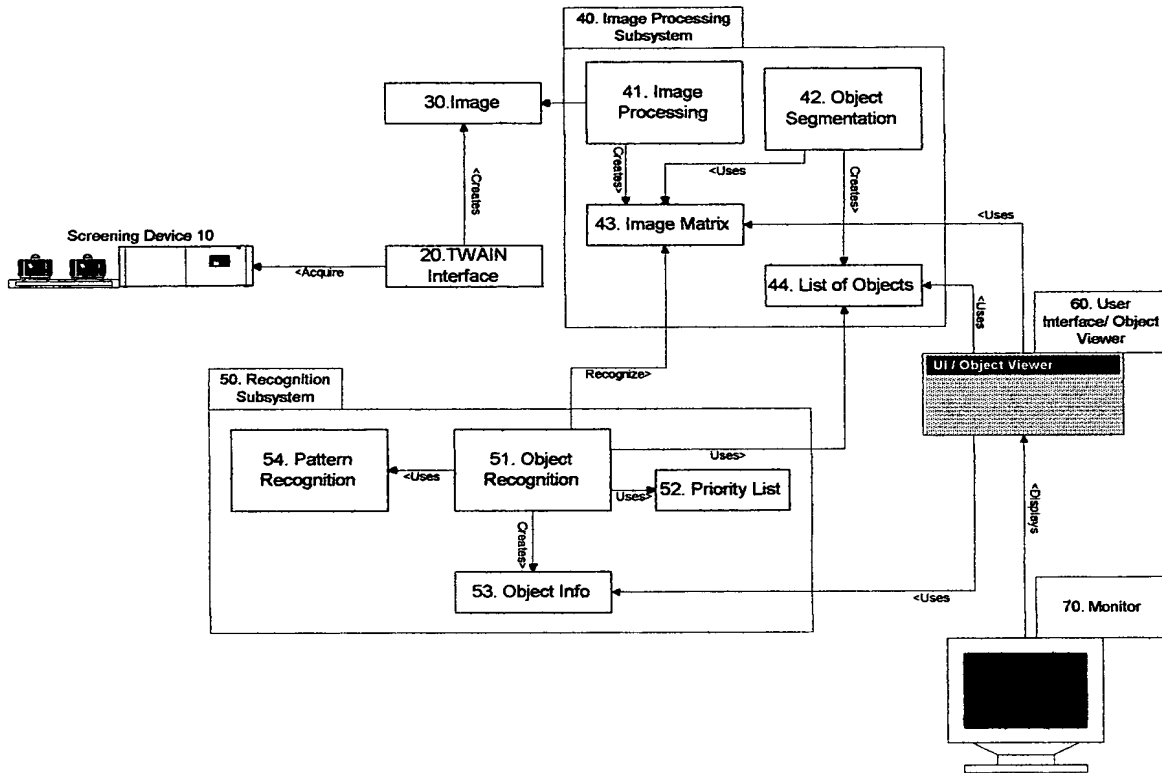 40. Image Processing
Subsystem
41. Image
Processing
42. Object
Segmentation
30.Image
Creates>
<Uses
Creates>
<Creates
43. Image Matrix
<Uses
Screening Device 10
20.TWAIN
Interface
<Acquire
44. List of Objects
<Uses
60. User
Interface/ Object
Viewer
UI / Object Viewer
50. Recognition
Subsystem
Recognize>
54. Pattern
Recognition
51. Object
Recognition
<Uses
Uses>
Uses>
52. Priority List
Creates>
53. Object Info
<Uses
<Displays
70. Monitor